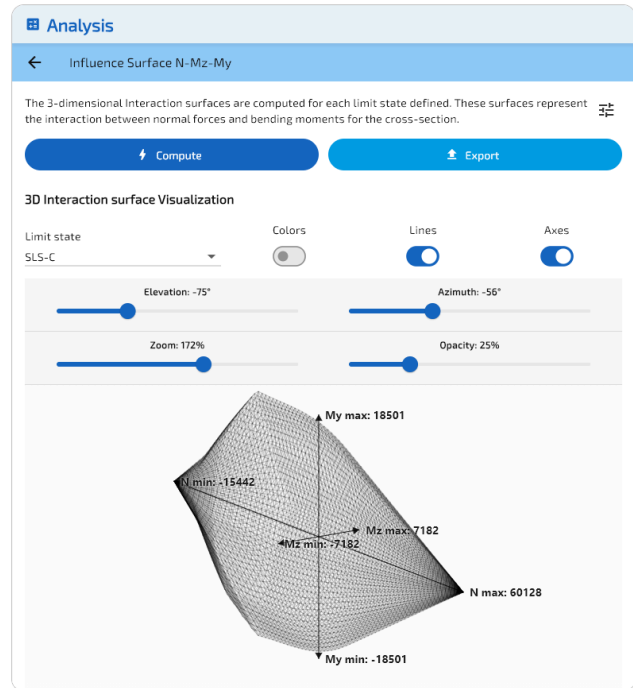 Analysis
Influence Surface N-Mz-My
The 3-dimensional Interaction surfaces are computed for each limit state defined. These surfaces represent
the interaction between normal forces and bending moments for the cross-section.
Compute
Export
3D Interaction surface Visualization
Limit state
Colors
Lines
Axes
SLS-C
Elevation: -75°
Azimuth: -56°
Zoom: 172%
Opacity: 25%
My max: 18501
N min: -15442
Mz max: 7182
Mz min: -7182
N max: 60128
My min: -18501